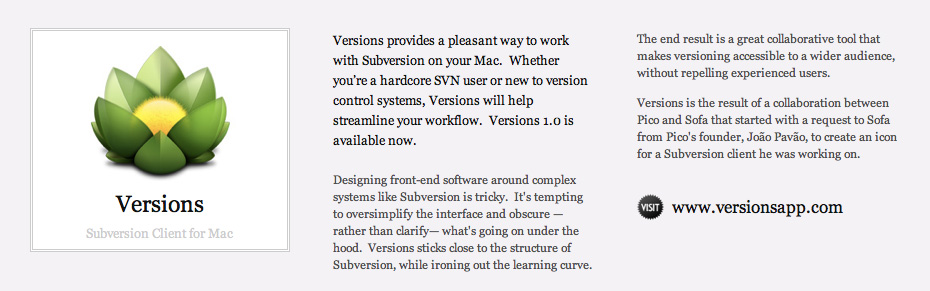 Versions
Subversion Client for Mac
Versions provides a pleasant way to work
with Subversion on your Mac.  Whether
you're a hardcore SVN user or new to version
control systems, Versions will help
streamline your workflow.  Versions 1.0 is
available now.
Designing front-end software around complex
systems like Subversion is tricky.  It's tempting
to oversimplify the interface and obscure —
rather than clarify— what's going on under the
hood.  Versions sticks close to the structure of
Subversion, while ironing out the learning curve.
The end result is a great collaborative tool that
makes versioning accessible to a wider audience,
without repelling experienced users.
Versions is the result of a collaboration between
Pico and Sofa that started with a request to Sofa
from Pico's founder, João Pavão, to create an icon
for a Subversion client he was working on.
VISIT www.versionsapp.com